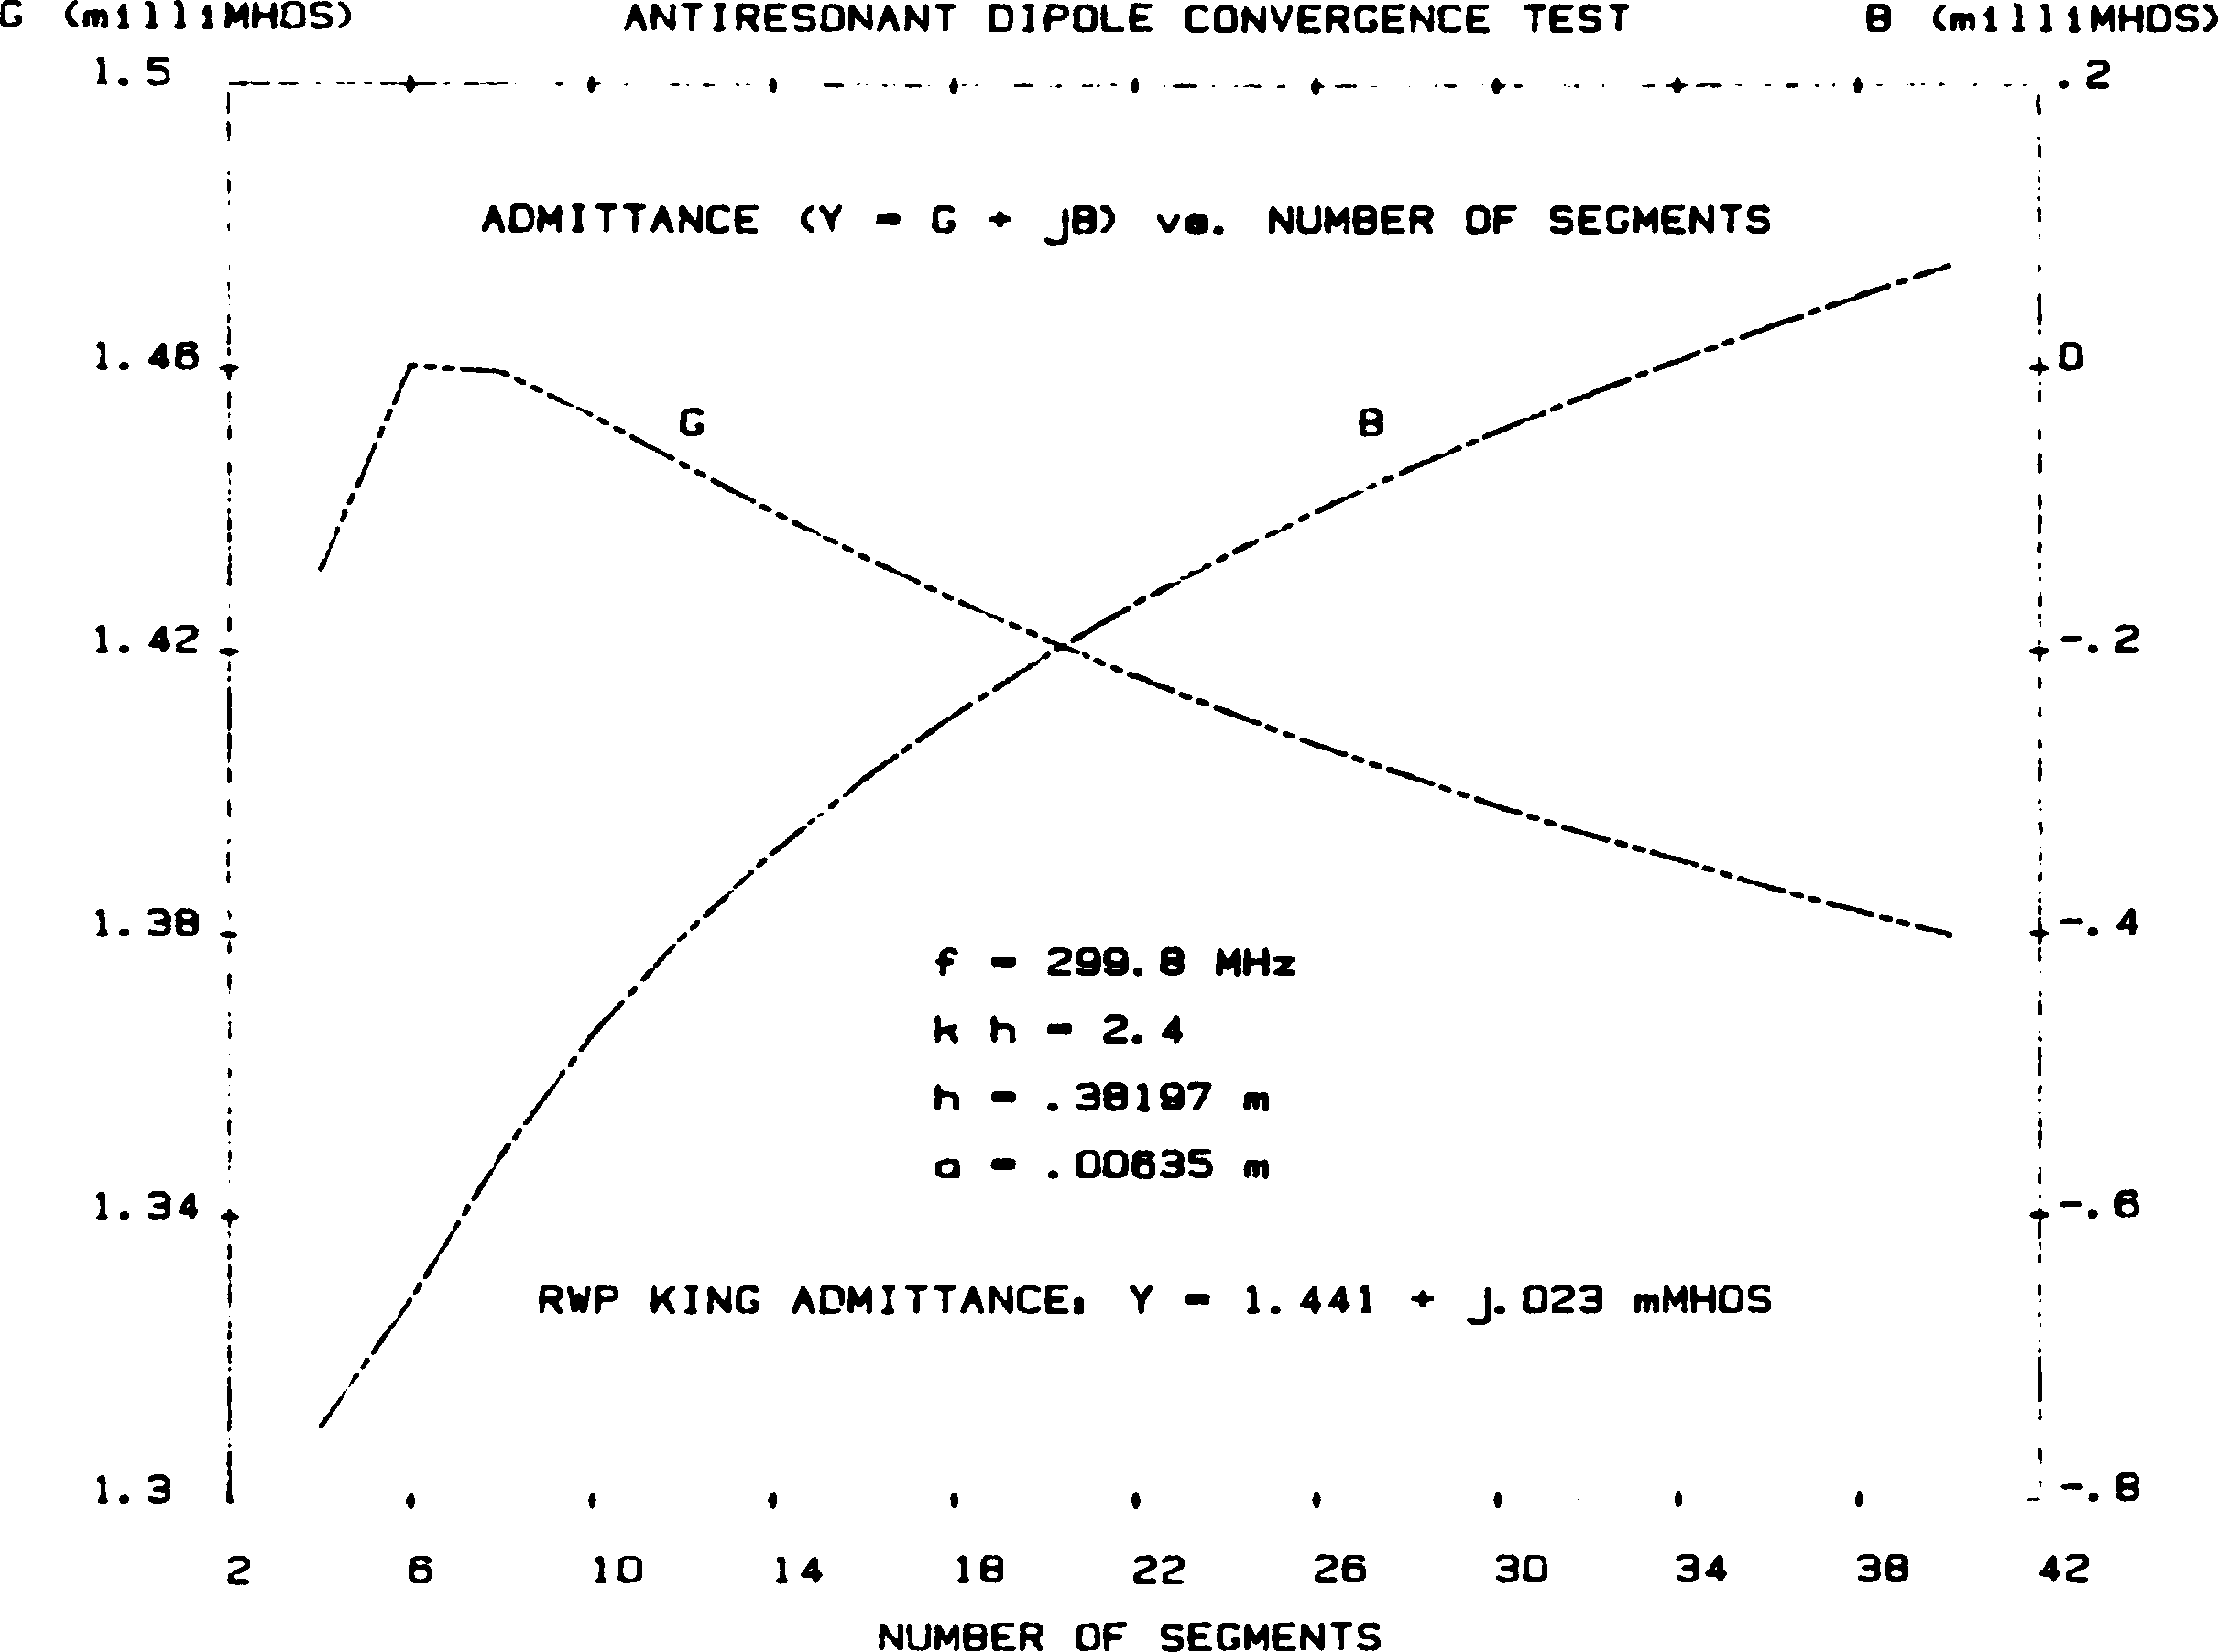 G (milliMHOS) ANTIRESONANT DIPOLE CONVERGENCE TEST B (milliMHOS)
1.5 .2
ADMITTANCE (Y = G + jB) vs. NUMBER OF SEGMENTS
1.46 0
G B
1.42 -.2
1.38 -.4
f = 299.8 MHz
k h = 2.4
h = .38197 m
a = .00635 m
1.34 -.6
RWP KING ADMITTANCE: Y = 1.441 + j.023 mMHOS
1.3 -.8
2 6 10 14 18 22 26 30 34 38 42
NUMBER OF SEGMENTS